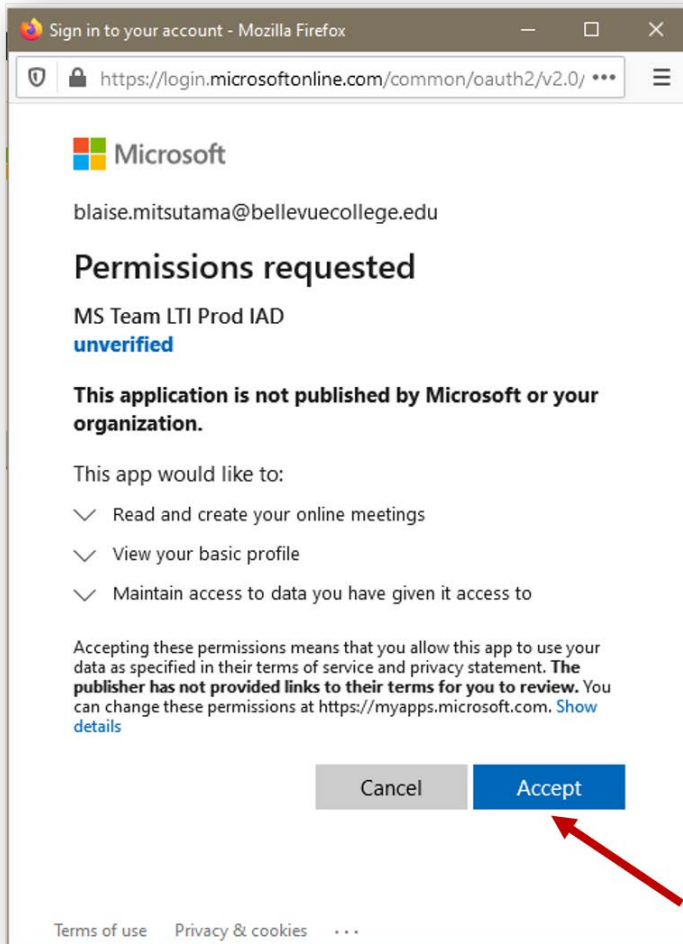 Sign in to your account - Mozilla Firefox
https://login.microsoftonline.com/common/oauth2/v2.0/ •••
Microsoft
blaise.mitsutama@bellevuecollege.edu
Permissions requested
MS Team LTI Prod IAD
unverified
This application is not published by Microsoft or your
organization.
This app would like to:
Read and create your online meetings
View your basic profile
Maintain access to data you have given it access to
Accepting these permissions means that you allow this app to use your
data as specified in their terms of service and privacy statement. The
publisher has not provided links to their terms for you to review. You
can change these permissions at https://myapps.microsoft.com. Show
details
Cancel Accept
Terms of use Privacy & cookies ...